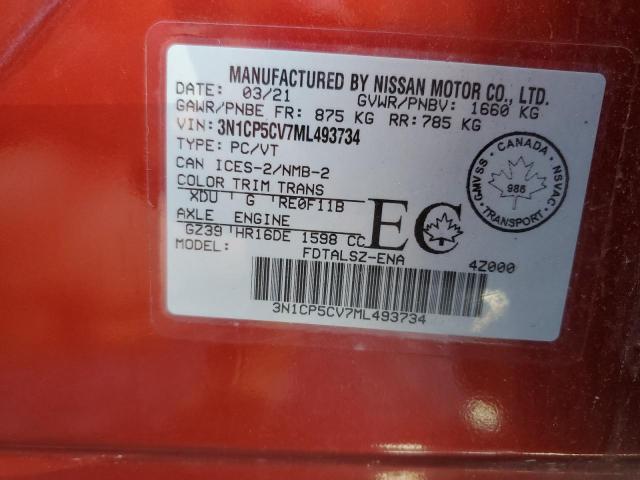 MANUFACTURED BY NISSAN MOTOR CO., LTD.
DATE: 03/21 GVWR/PNBV: 1660 KG
GAWR/PNBE FR: 875 KG RR: 785 KG
VIN: 3N1CP5CV7ML493734
TYPE: PC/VT
CAN ICES-2/NMB-2
COLOR TRIM TRANS
XDU G RE0F11B
AXLE ENGINE
GZ39 HR16DE 1598 CC
MODEL: FDTALSZ-ENA
EC
4Z000
3N1CP5CV7ML493734
CANADA
CMVSS NSVAC
986
TRANSPORT